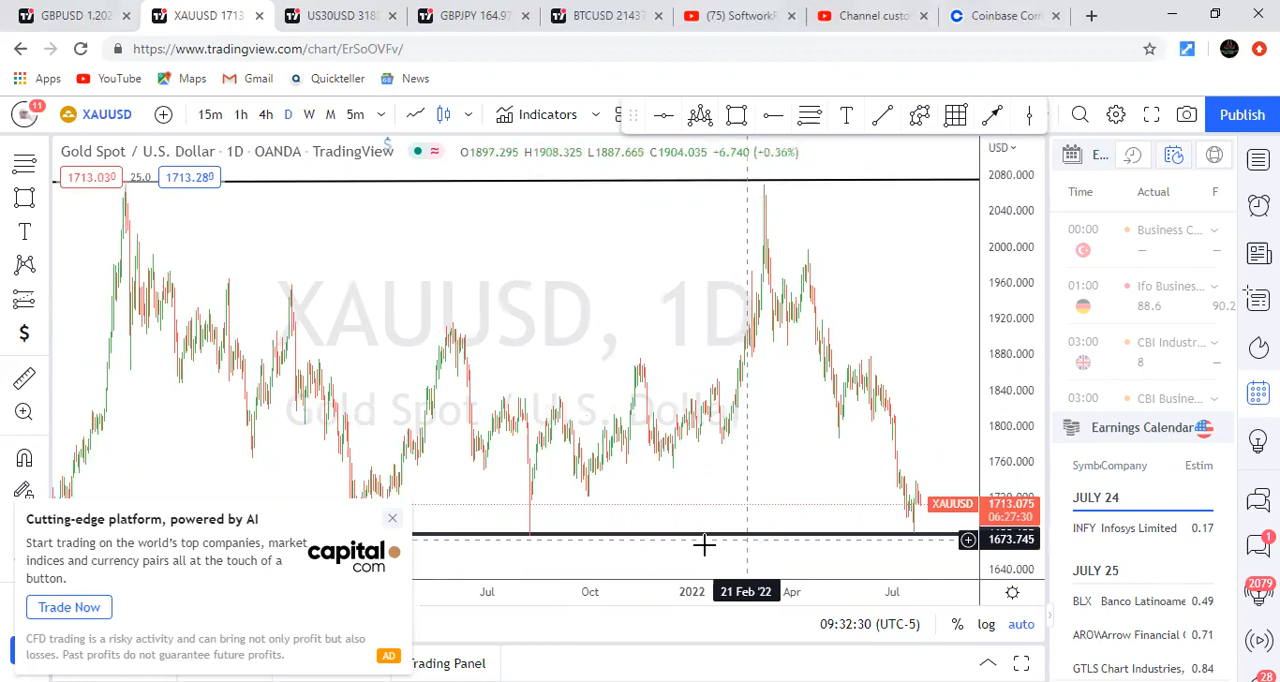 GBPUSD 1.202
XAUUSD 1713
US30USD 318
GBPJPY 164.97
BTCUSD 21437
(75) Softwork
Channel custo
Coinbase Com
https://www.tradingview.com/chart/ErSoOVFv/
Apps YouTube Maps Gmail Quickteller News
11 XAUUSD 15m 1h 4h D W M 5m Indicators Publish
Gold Spot / U.S. Dollar · 1D · OANDA · TradingView O1897.295 H1908.325 L1887.665 C1904.035 +6.740 (+0.36%)
1713.030 25.0 1713.280
USD
2080.000
2040.000
2000.000
1960.000
1920.000
1880.000
1840.000
1800.000
1760.000
XAUUSD 1713.075
06:27:30
1673.745
1640.000
XAUUSD, 1D
Gold Spot / U.S. Dollar
Jul Oct 2022 21 Feb '22 Apr Jul
09:32:30 (UTC-5) % log auto
Trading Panel
Cutting-edge platform, powered by AI
Start trading on the world's top companies, market
indices and currency pairs all at the touch of a
button.
capital
com
Trade Now
CFD trading is a risky activity and can bring not only profit but also
losses. Past profits do not guarantee future profits.
AD
E...
Time Actual F
00:00 Business C...
— —
01:00 Ifo Business...
88.6 90.2
03:00 CBI Industr...
8 —
03:00 CBI Busine...
Earnings Calendar
Symb Company Estim
JULY 24
INFY Infosys Limited 0.17
JULY 25
BLX Banco Latinoame 0.49
AROW Arrow Financial C 0.71
GTLS Chart Industries, 0.84
1
2079
28